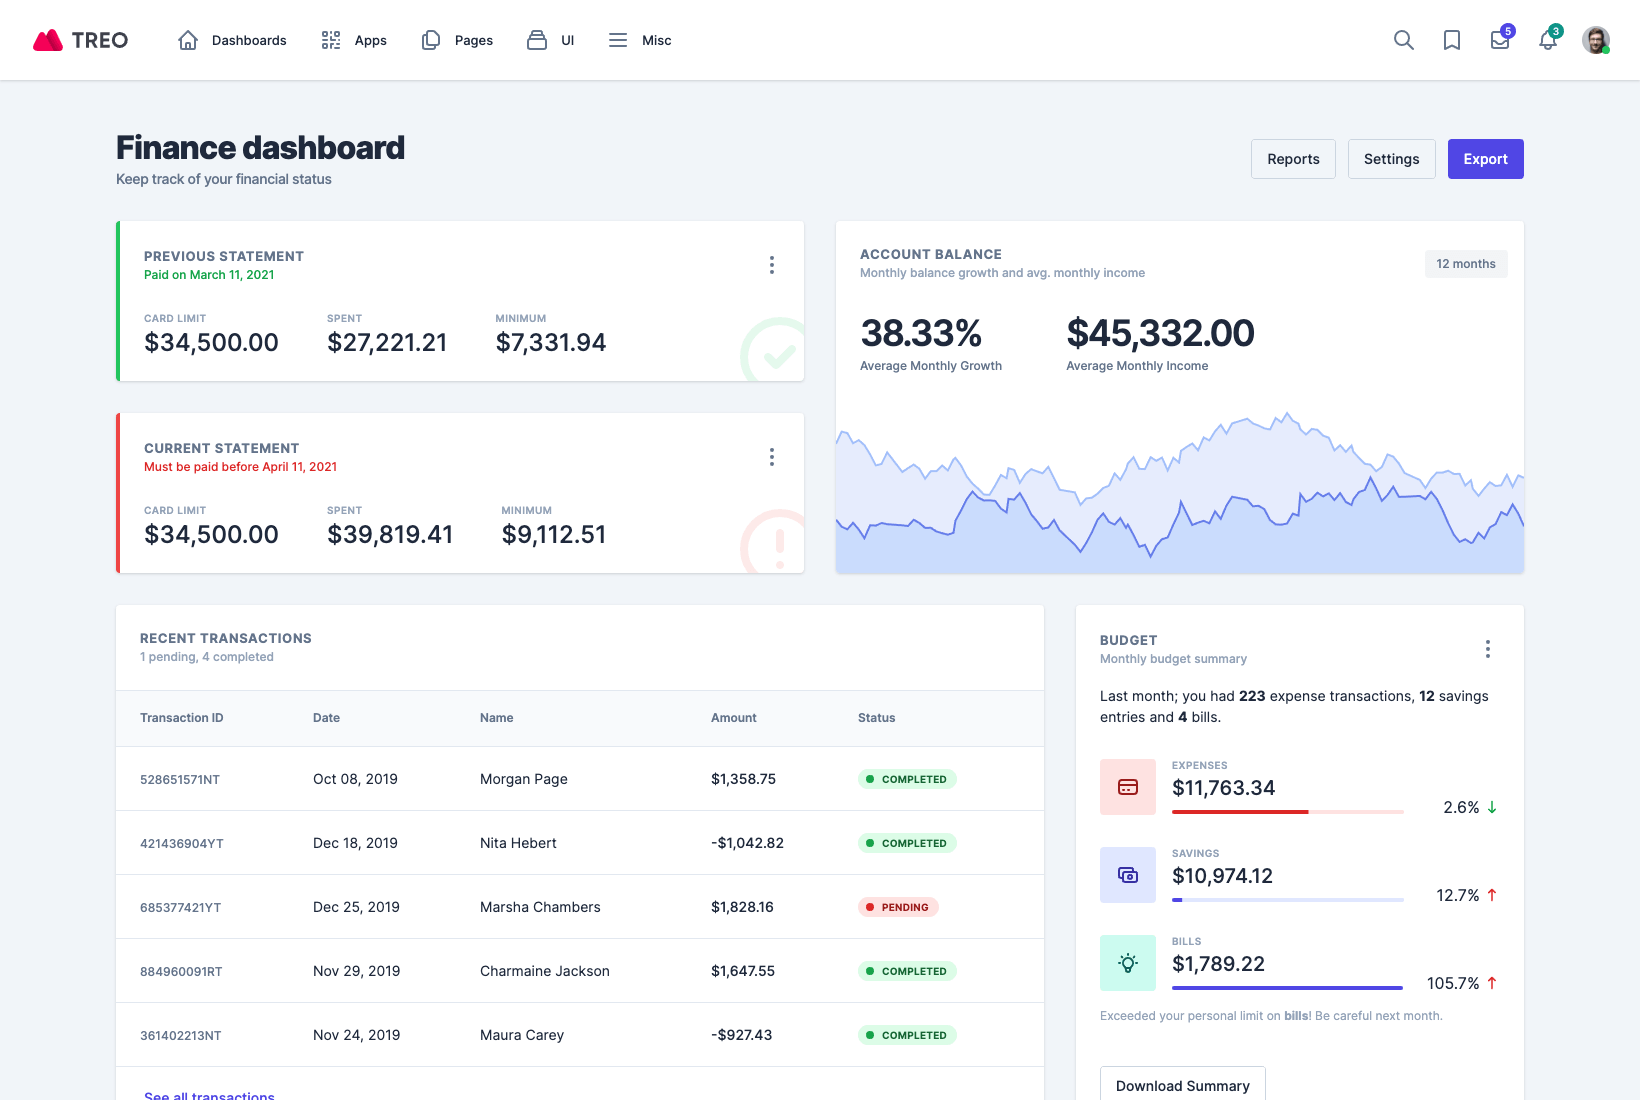 TREO
Dashboards
Apps
Pages
UI
Misc
5
3
Finance dashboard
Keep track of your financial status
Reports
Settings
Export
PREVIOUS STATEMENT
Paid on March 11, 2021
CARD LIMIT SPENT MINIMUM
$34,500.00 $27,221.21 $7,331.94
ACCOUNT BALANCE
Monthly balance growth and avg. monthly income
12 months
38.33% $45,332.00
Average Monthly Growth Average Monthly Income
CURRENT STATEMENT
Must be paid before April 11, 2021
CARD LIMIT SPENT MINIMUM
$34,500.00 $39,819.41 $9,112.51
RECENT TRANSACTIONS
1 pending, 4 completed
Transaction ID Date Name Amount Status
528651571NT Oct 08, 2019 Morgan Page $1,358.75 COMPLETED
421436904YT Dec 18, 2019 Nita Hebert -$1,042.82 COMPLETED
685377421YT Dec 25, 2019 Marsha Chambers $1,828.16 PENDING
884960091RT Nov 29, 2019 Charmaine Jackson $1,647.55 COMPLETED
361402213NT Nov 24, 2019 Maura Carey -$927.43 COMPLETED
See all transactions
BUDGET
Monthly budget summary
Last month; you had 223 expense transactions, 12 savings
entries and 4 bills.
EXPENSES
$11,763.34
2.6%
SAVINGS
$10,974.12
12.7%
BILLS
$1,789.22
105.7%
Exceeded your personal limit on bills! Be careful next month.
Download Summary